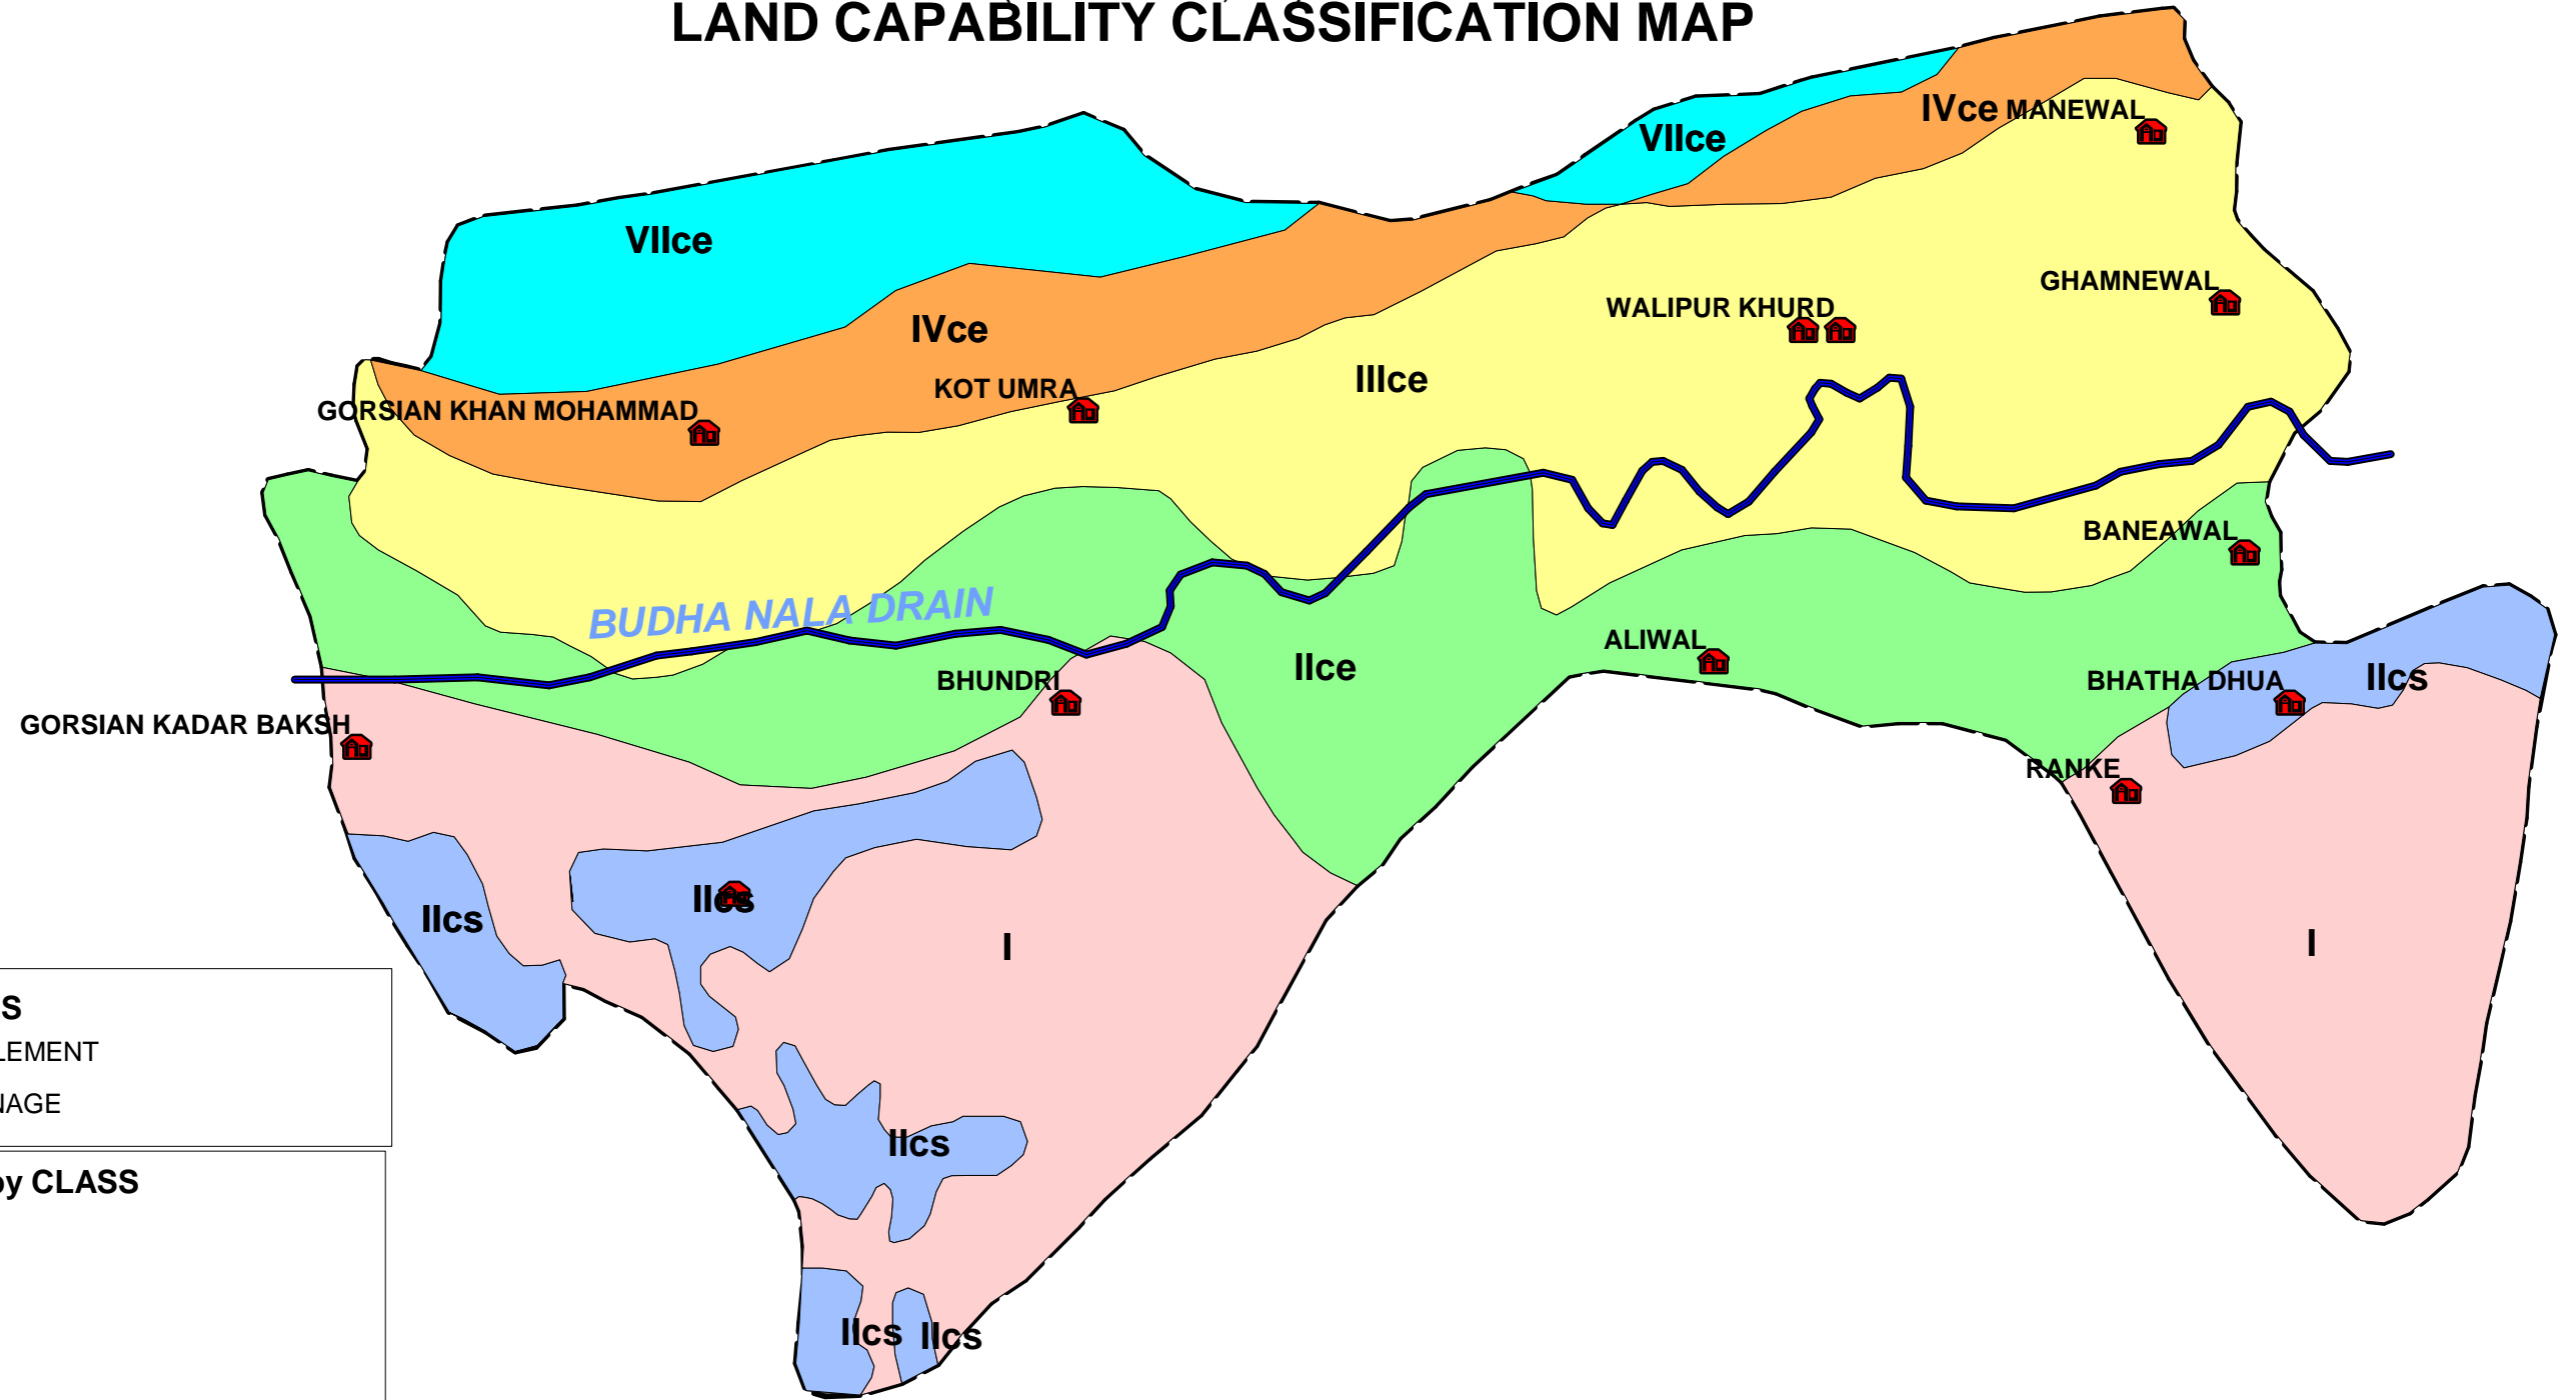 LAND CAPABILITY CLASSIFICATION MAP
IVce MANEWAL
VIIce
VIIce
GHAMNEWAL
WALIPUR KHURD
IVce
IIIce
KOT UMRA
GORSIAN KHAN MOHAMMAD
BANEAWAL
BUDHA NALA DRAIN
ALIWAL
IIce
BHUNDRI
BHATHA DHUA
IIcs
GORSIAN KADAR BAKSH
RANKE
IIcs
IIcs
I
I
S
LEMENT
NAGE
IIcs
by CLASS
IIcs
IIcs